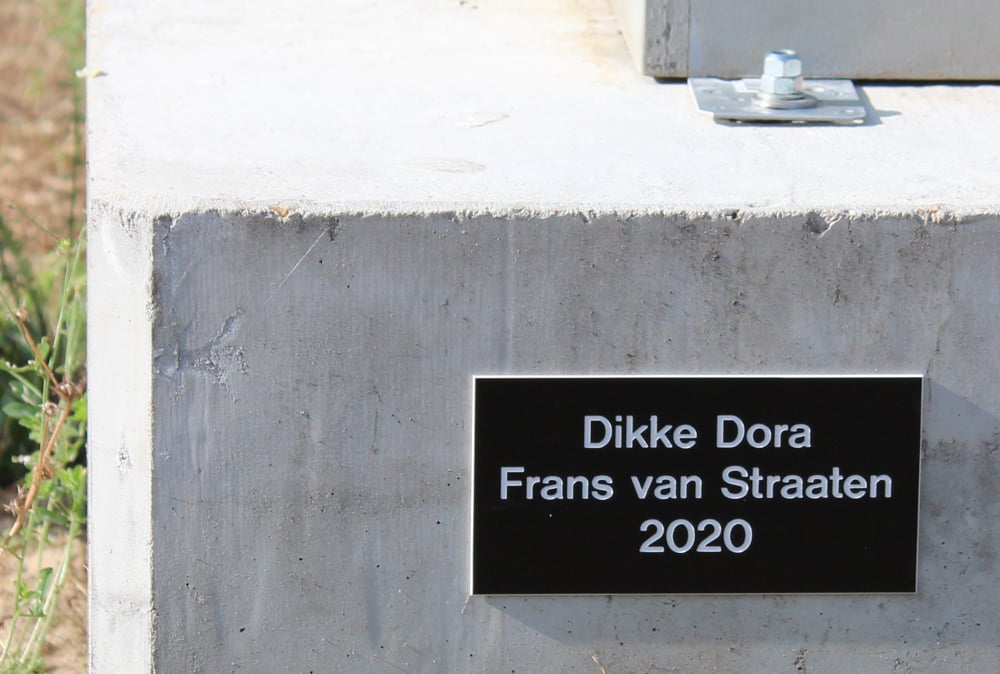 Dikke Dora
Frans van Straaten
2020